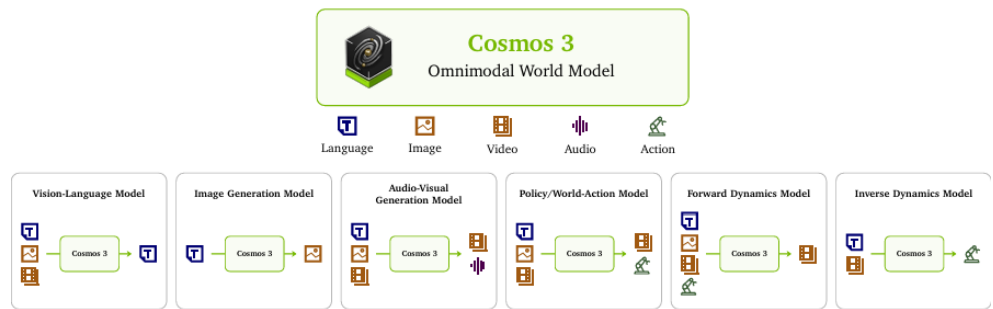 Cosmos 3
Omnimodal World Model
Language
Image
Video
Audio
Action
Vision-Language Model
Cosmos 3
Image Generation Model
Cosmos 3
Audio-Visual
Generation Model
Cosmos 3
Policy/World-Action Model
Cosmos 3
Forward Dynamics Model
Cosmos 3
Inverse Dynamics Model
Cosmos 3